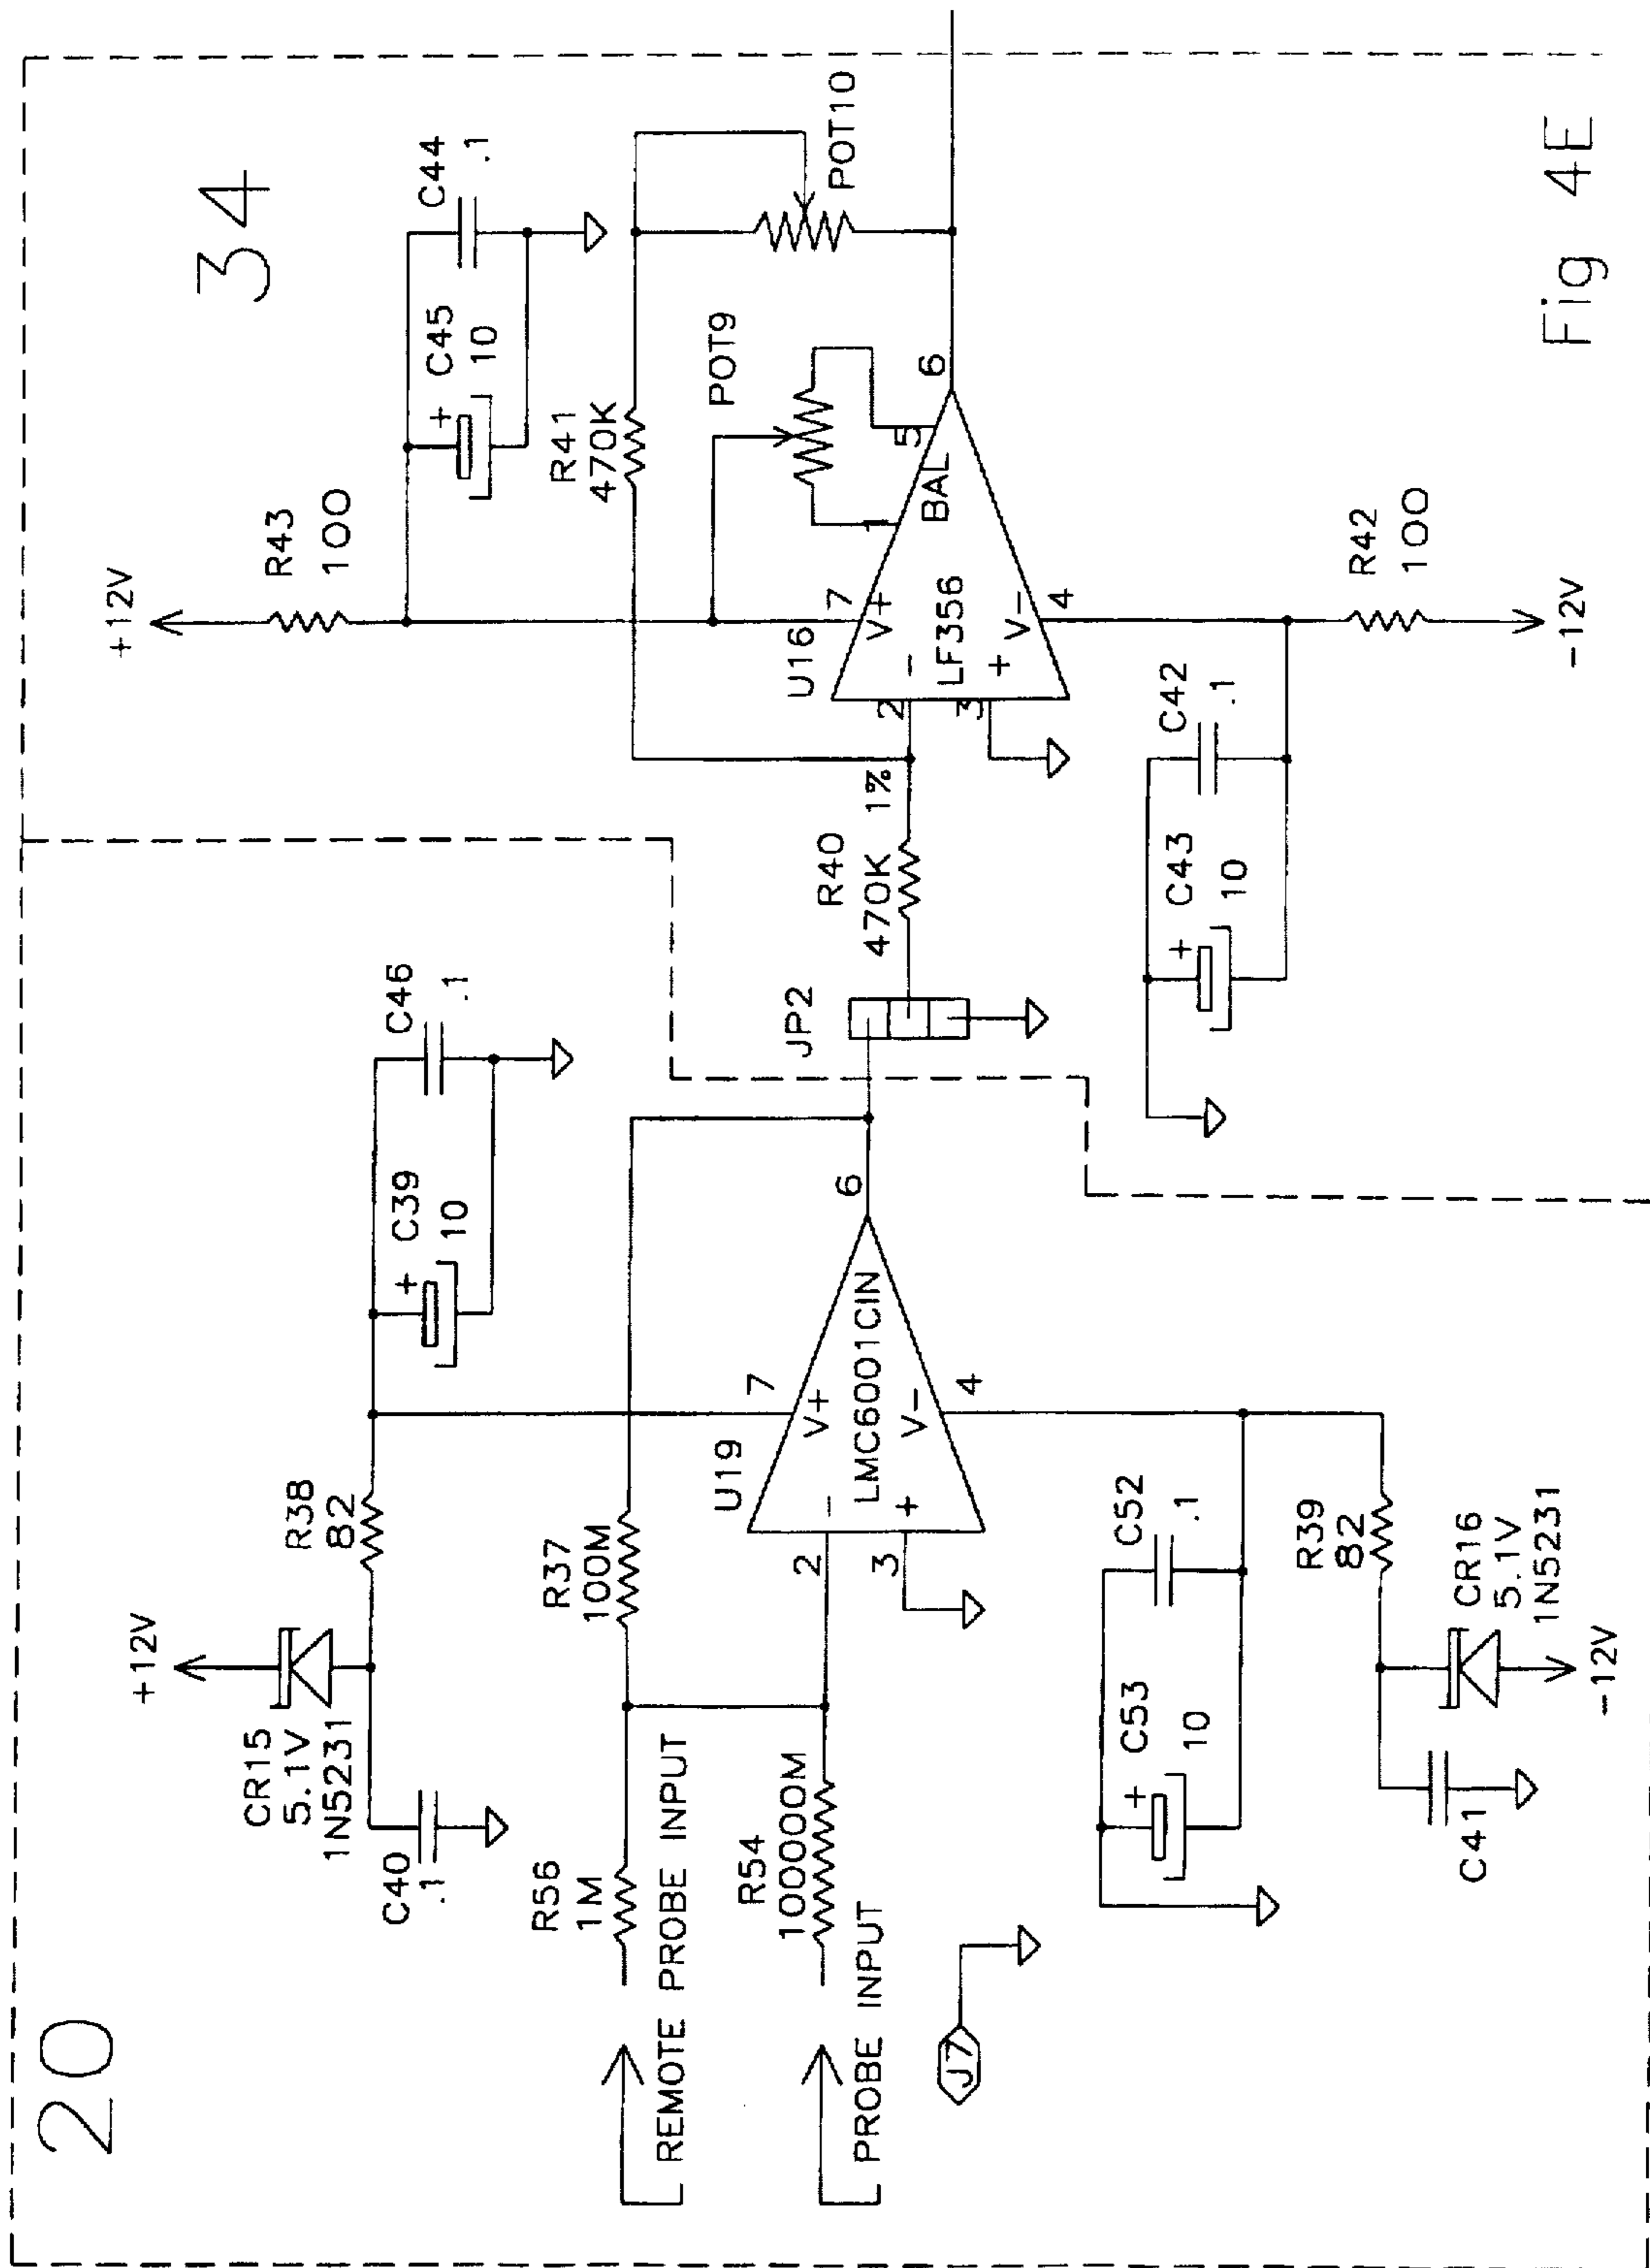 20
+12V
CR15
5.1V
1N5231
C40
.1
R38
82
C39
+
10
C46
.1
R56
1M
REMOTE PROBE INPUT
R37
100M
R54
100000M
PROBE INPUT
J7
U19
2
3
-
+
V+
7
LMC6001CIN
V-
4
6
C53
+
10
C52
.1
R39
82
CR16
5.1V
1N5231
C41
-12V
34
+12V
R43
100
C45
+
10
C44
.1
R41
470K
POT9
POT10
JP2
R40
470K
1%
U16
2
3
-
+
V+
7
LF356
V-
4
1
BAL
5
6
C43
+
10
C42
.1
R42
100
-12V
Fig 4E